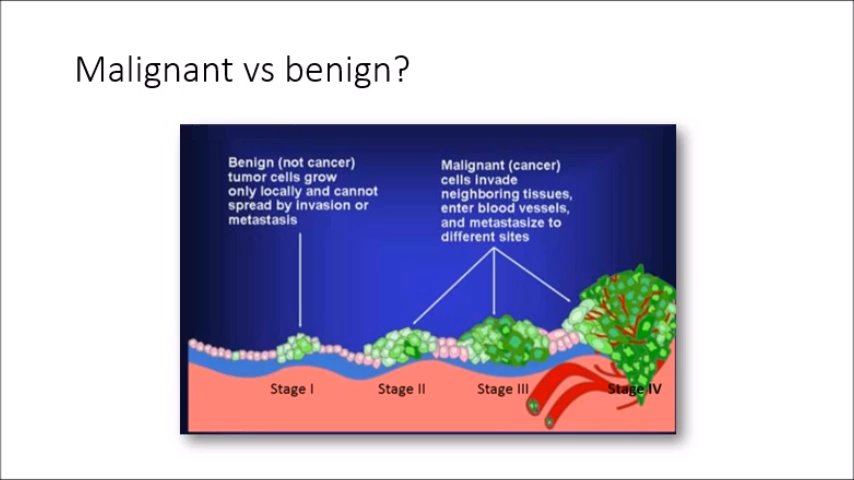 Malignant vs benign?
Benign (not cancer)
tumor cells grow
only locally and cannot
spread by invasion or
metastasis
Malignant (cancer)
cells invade
neighboring tissues,
enter blood vessels,
and metastasize to
different sites
Stage I
Stage II
Stage III
Stage IV